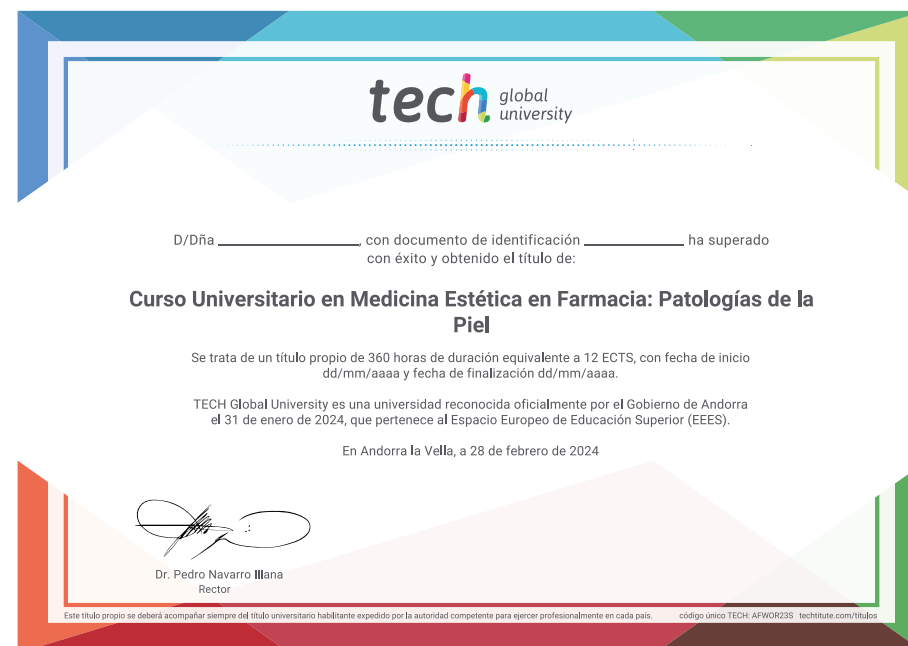 tech global university
D/Dña ____________________, con documento de identificación ______________ ha superado
con éxito y obtenido el título de:
Curso Universitario en Medicina Estética en Farmacia: Patologías de la
Piel
Se trata de un título propio de 360 horas de duración equivalente a 12 ECTS, con fecha de inicio
dd/mm/aaaa y fecha de finalización dd/mm/aaaa.
TECH Global University es una universidad reconocida oficialmente por el Gobierno de Andorra
el 31 de enero de 2024, que pertenece al Espacio Europeo de Educación Superior (EEES).
En Andorra la Vella, a 28 de febrero de 2024
Dr. Pedro Navarro Illana
Rector
Este título propio se deberá acompañar siempre del título universitario habilitante expedido por la autoridad competente para ejercer profesionalmente en cada país. código único TECH: AFWOR23S techtitute.com/titulos